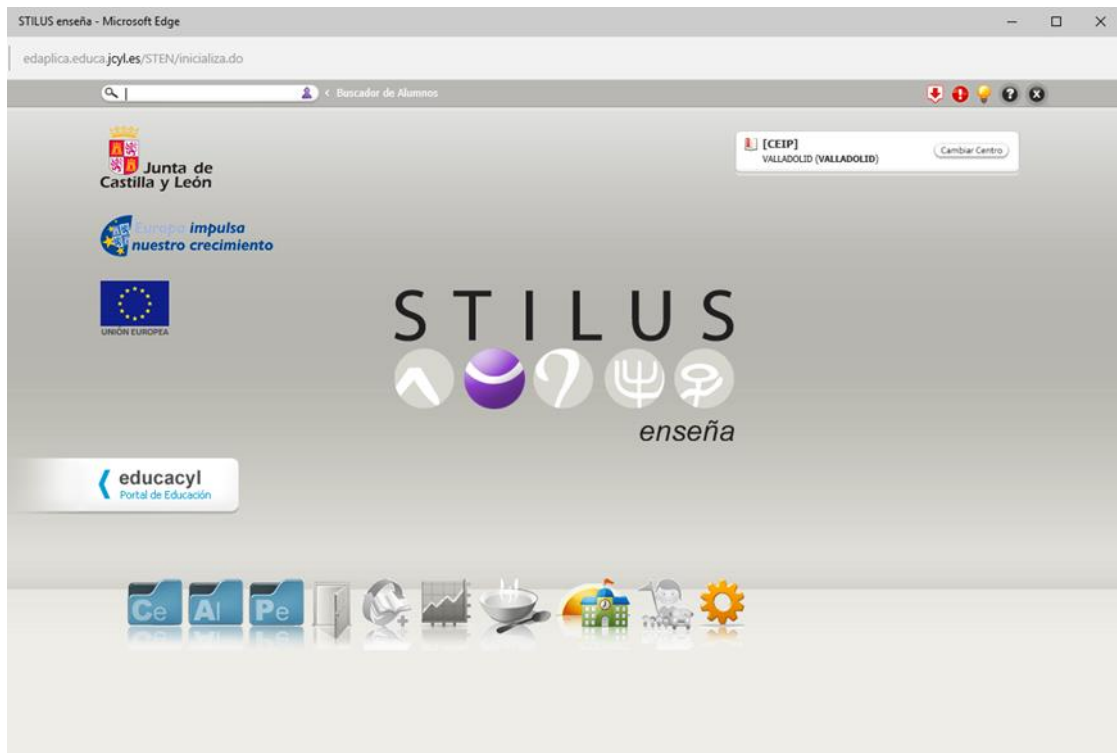 STILUS enseña - Microsoft Edge
edaplica.educa.jcyl.es/STEN/inicializa.do
< Buscador de Alumnos
[CEIP]
VALLADOLID (VALLADOLID)
Cambiar Centro
Junta de
Castilla y León
Europa impulsa
nuestro crecimiento
UNIÓN EUROPEA
STILUS
enseña
educacyl
Portal de Educación
Ce Al Pe